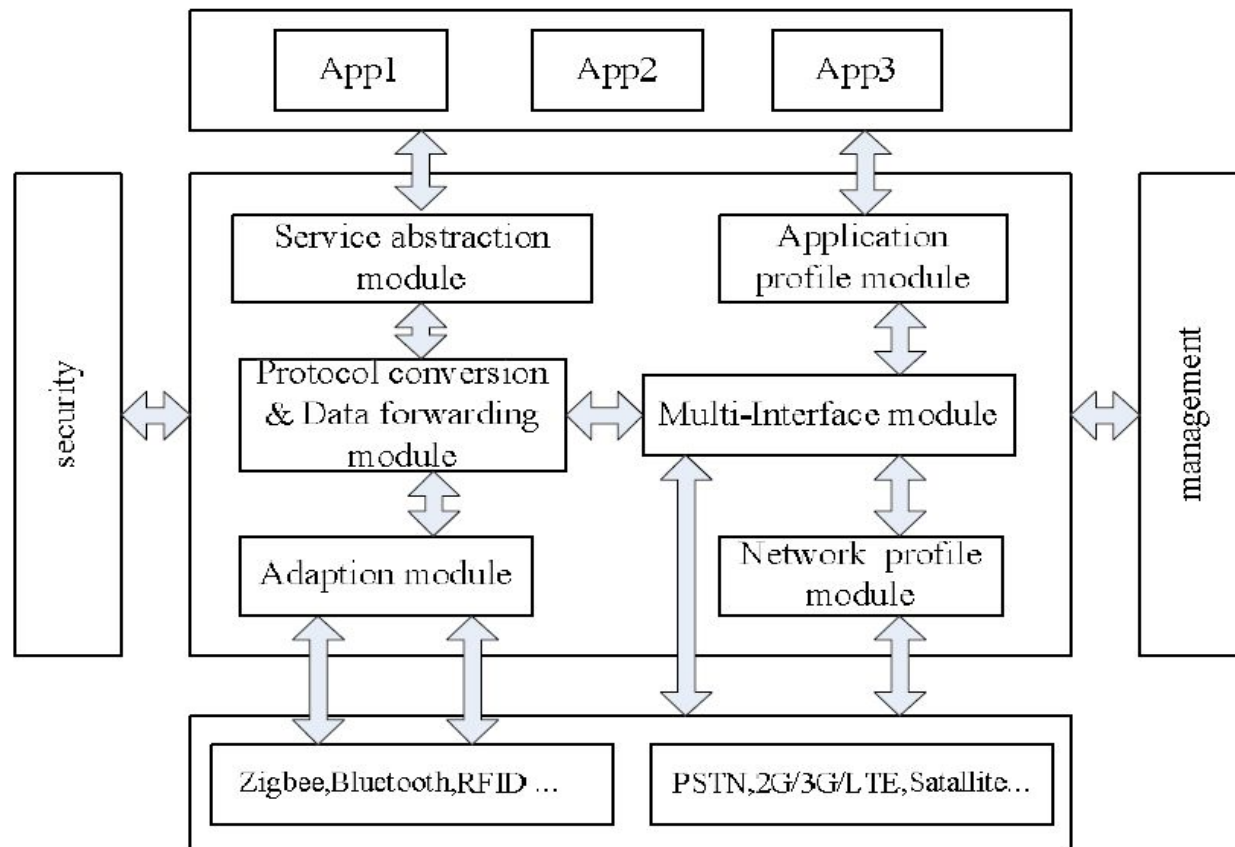 App1
App2
App3
Service abstraction
module
Application
profile module
security
Protocol conversion
& Data forwarding
module
Multi-Interface module
management
Adaption module
Network profile
module
Zigbee,Bluetooth,RFID ...
PSTN,2G/3G/LTE,Satallite...